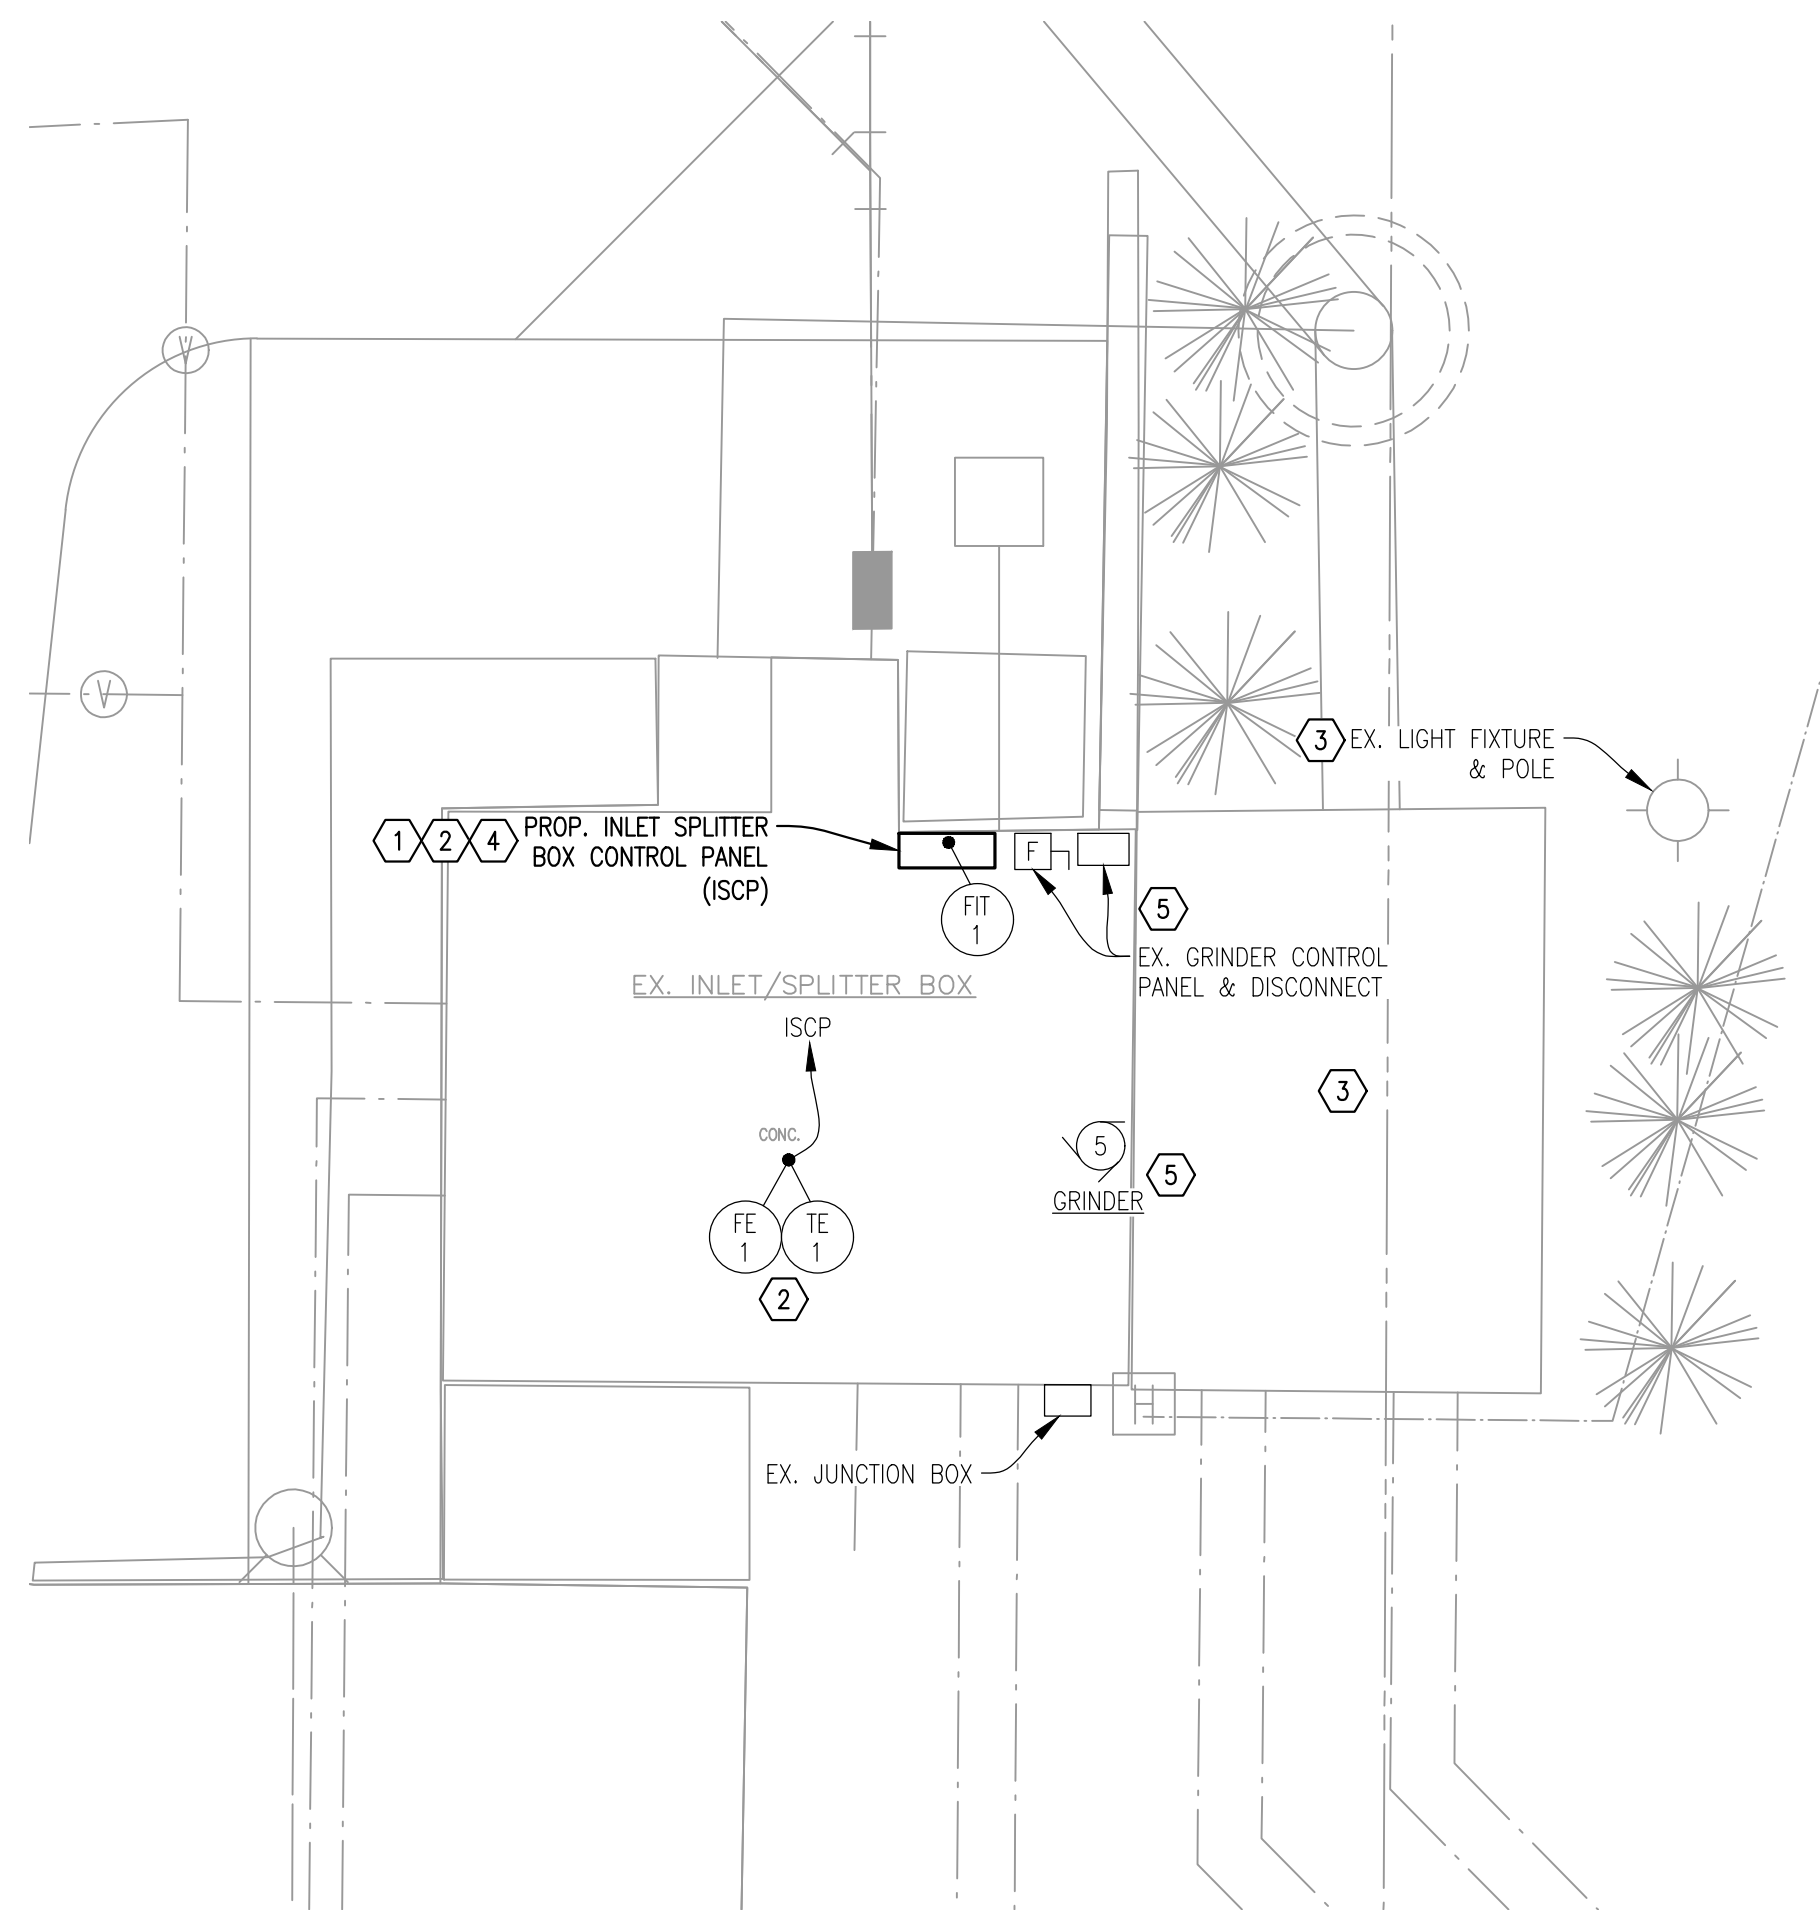 V
V
3 EX. LIGHT FIXTURE
& POLE
1 2 4 PROP. INLET SPLITTER
BOX CONTROL PANEL
(ISCP)
F
FIT
1
5
EX. GRINDER CONTROL
PANEL & DISCONNECT
EX. INLET/SPLITTER BOX
ISCP
3
CONC.
5
5
GRINDER
FE
1
TE
1
2
H
EX. JUNCTION BOX